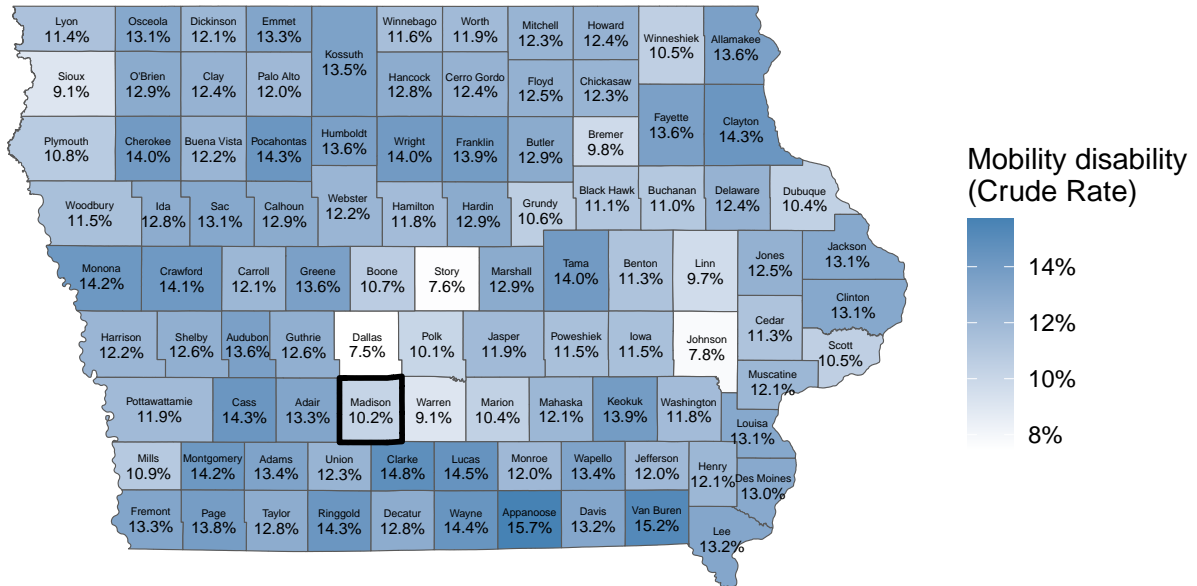 Lyon
11.4%
Osceola
13.1%
Dickinson
12.1%
Emmet
13.3%
Kossuth
13.5%
Winnebago
11.6%
Worth
11.9%
Mitchell
12.3%
Howard
12.4%
Winneshiek
10.5%
Allamakee
13.6%
Sioux
9.1%
O'Brien
12.9%
Clay
12.4%
Palo Alto
12.0%
Hancock
12.8%
Cerro Gordo
12.4%
Floyd
12.5%
Chickasaw
12.3%
Fayette
13.6%
Clayton
14.3%
Plymouth
10.8%
Cherokee
14.0%
Buena Vista
12.2%
Pocahontas
14.3%
Humboldt
13.6%
Wright
14.0%
Franklin
13.9%
Butler
12.9%
Bremer
9.8%
Woodbury
11.5%
Ida
12.8%
Sac
13.1%
Calhoun
12.9%
Webster
12.2%
Hamilton
11.8%
Hardin
12.9%
Grundy
10.6%
Black Hawk
11.1%
Buchanan
11.0%
Delaware
12.4%
Dubuque
10.4%
Monona
14.2%
Crawford
14.1%
Carroll
12.1%
Greene
13.6%
Boone
10.7%
Story
7.6%
Marshall
12.9%
Tama
14.0%
Benton
11.3%
Linn
9.7%
Jones
12.5%
Jackson
13.1%
Clinton
13.1%
Harrison
12.2%
Shelby
12.6%
Audubon
13.6%
Guthrie
12.6%
Dallas
7.5%
Polk
10.1%
Jasper
11.9%
Poweshiek
11.5%
Iowa
11.5%
Johnson
7.8%
Cedar
11.3%
Scott
10.5%
Muscatine
12.1%
Pottawattamie
11.9%
Cass
14.3%
Adair
13.3%
Madison
10.2%
Warren
9.1%
Marion
10.4%
Mahaska
12.1%
Keokuk
13.9%
Washington
11.8%
Louisa
13.1%
Mills
10.9%
Montgomery
14.2%
Adams
13.4%
Union
12.3%
Clarke
14.8%
Lucas
14.5%
Monroe
12.0%
Wapello
13.4%
Jefferson
12.0%
Henry
12.1%
Des Moines
13.0%
Fremont
13.3%
Page
13.8%
Taylor
12.8%
Ringgold
14.3%
Decatur
12.8%
Wayne
14.4%
Appanoose
15.7%
Davis
13.2%
Van Buren
15.2%
Lee
13.2%
Mobility disability
(Crude Rate)
14%
12%
10%
8%